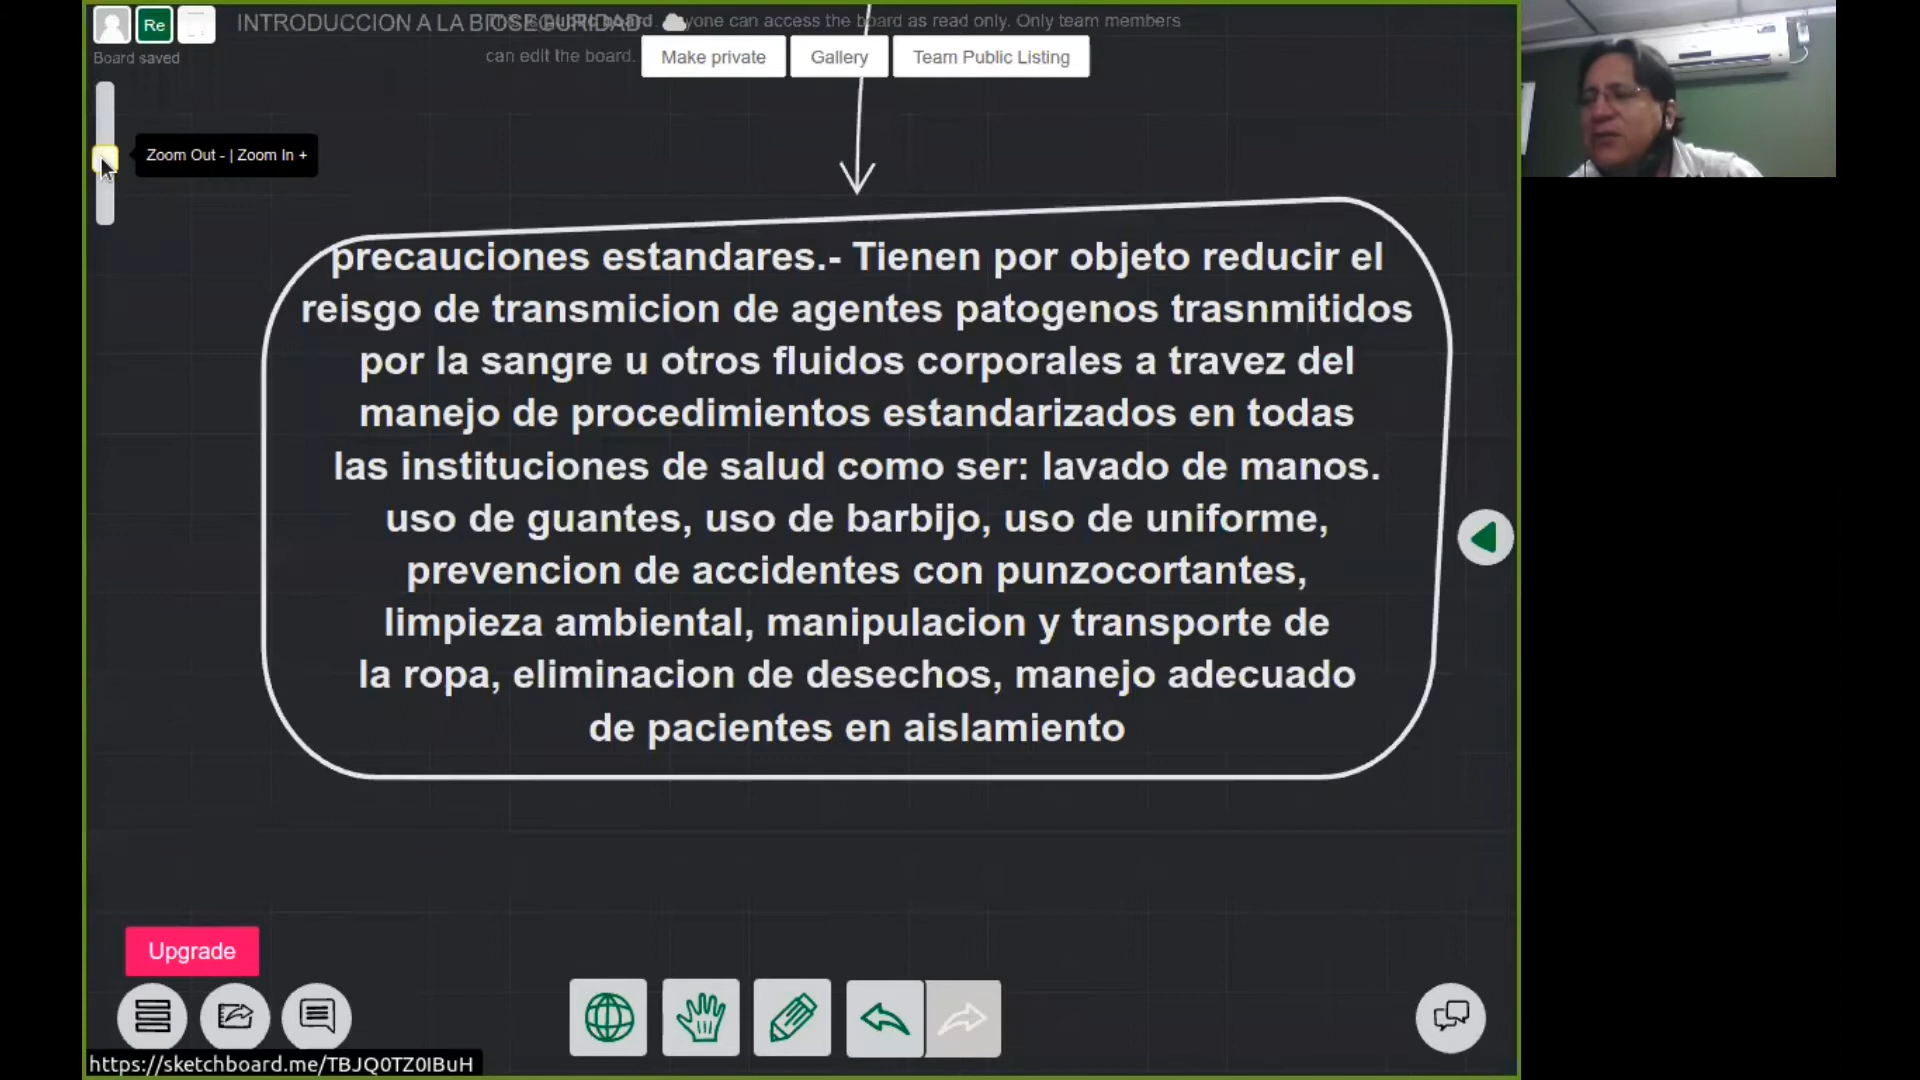 Re
INTRODUCCION A LA BIOSEGURIDAD
anyone can access the board as read only. Only team members
can edit the board.
Make private
Gallery
Team Public Listing
Board saved
Zoom Out - | Zoom In +
precauciones estandares.- Tienen por objeto reducir el
reisgo de transmicion de agentes patogenos trasnmitidos
por la sangre u otros fluidos corporales a travez del
manejo de procedimientos estandarizados en todas
las instituciones de salud como ser: lavado de manos.
uso de guantes, uso de barbijo, uso de uniforme,
prevencion de accidentes con punzocortantes,
limpieza ambiental, manipulacion y transporte de
la ropa, eliminacion de desechos, manejo adecuado
de pacientes en aislamiento
Upgrade
https://sketchboard.me/TBJQ0TZ0IBuH